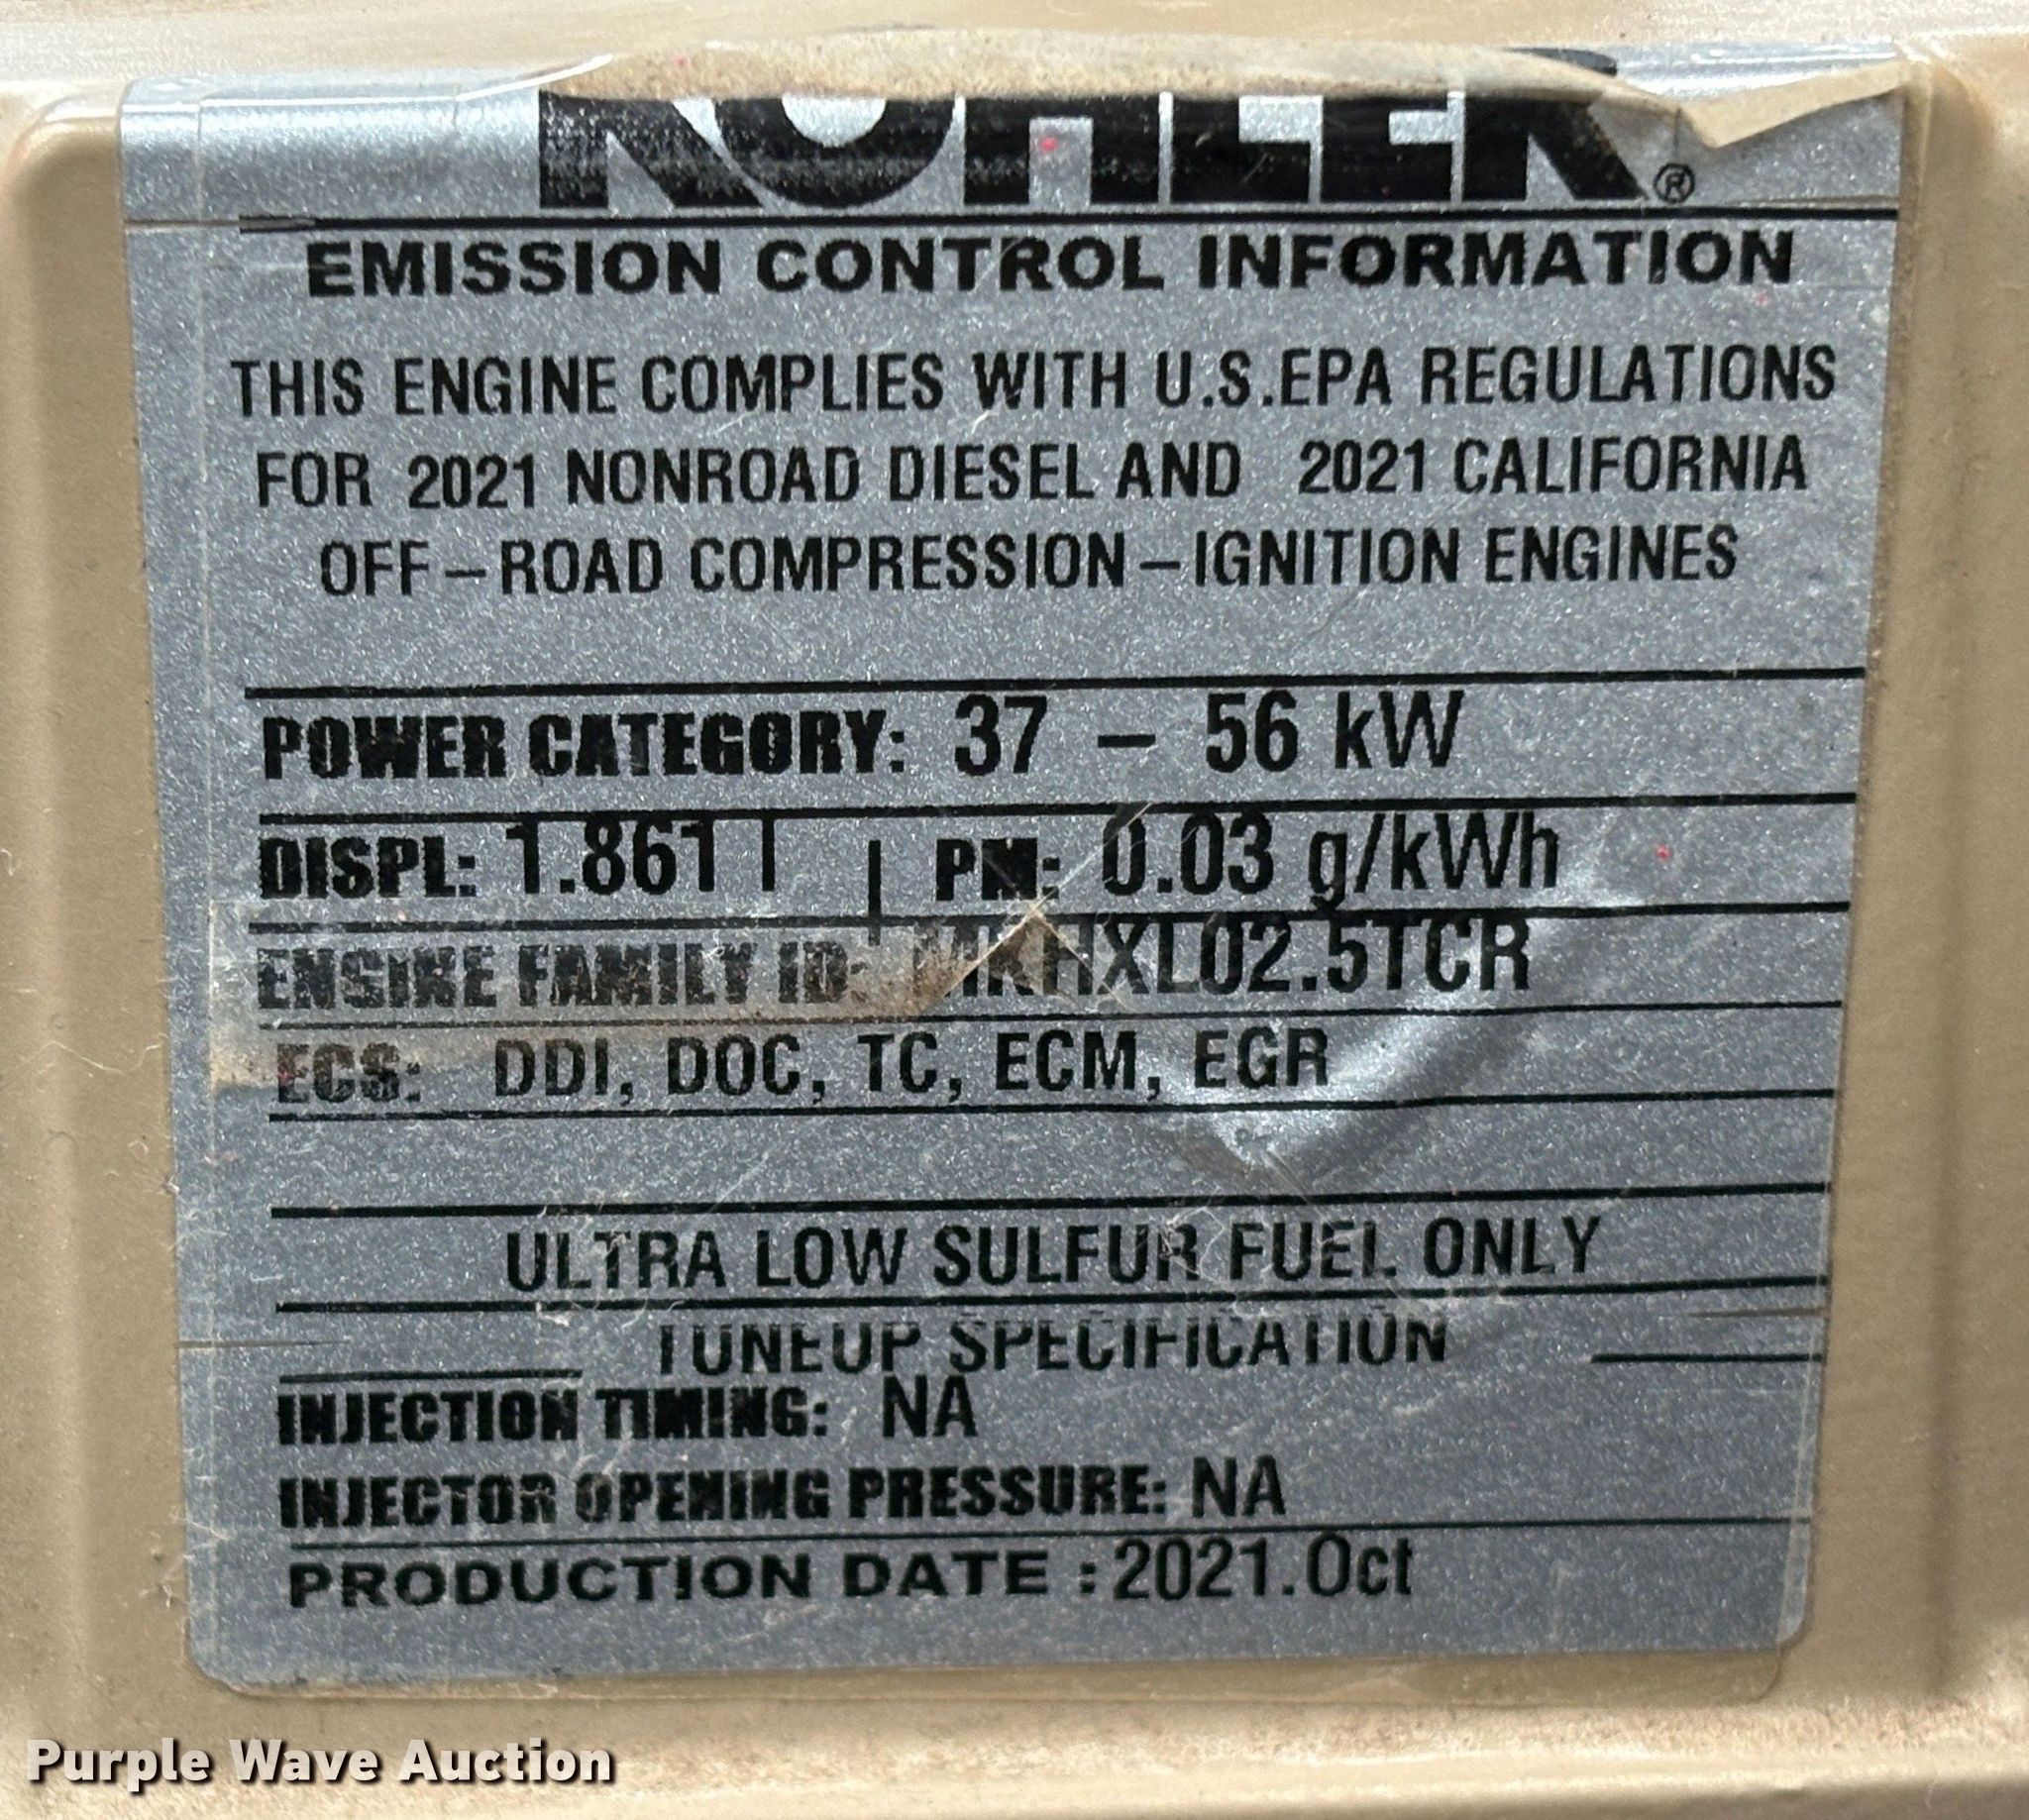 KOHLER®
EMISSION CONTROL INFORMATION
THIS ENGINE COMPLIES WITH U.S.EPA REGULATIONS
FOR 2021 NONROAD DIESEL AND 2021 CALIFORNIA
OFF-ROAD COMPRESSION-IGNITION ENGINES
POWER CATEGORY: 37 - 56 kW
DISPL: 1.861 l | PM: 0.03 g/kWh
ENGINE FAMILY ID: MKHXL02.5TCR
ECS: DDI, DOC, TC, ECM, EGR
ULTRA LOW SULFUR FUEL ONLY
TUNEUP SPECIFICATION
INJECTION TIMING: NA
INJECTOR OPENING PRESSURE: NA
PRODUCTION DATE : 2021.Oct
Purple Wave Auction